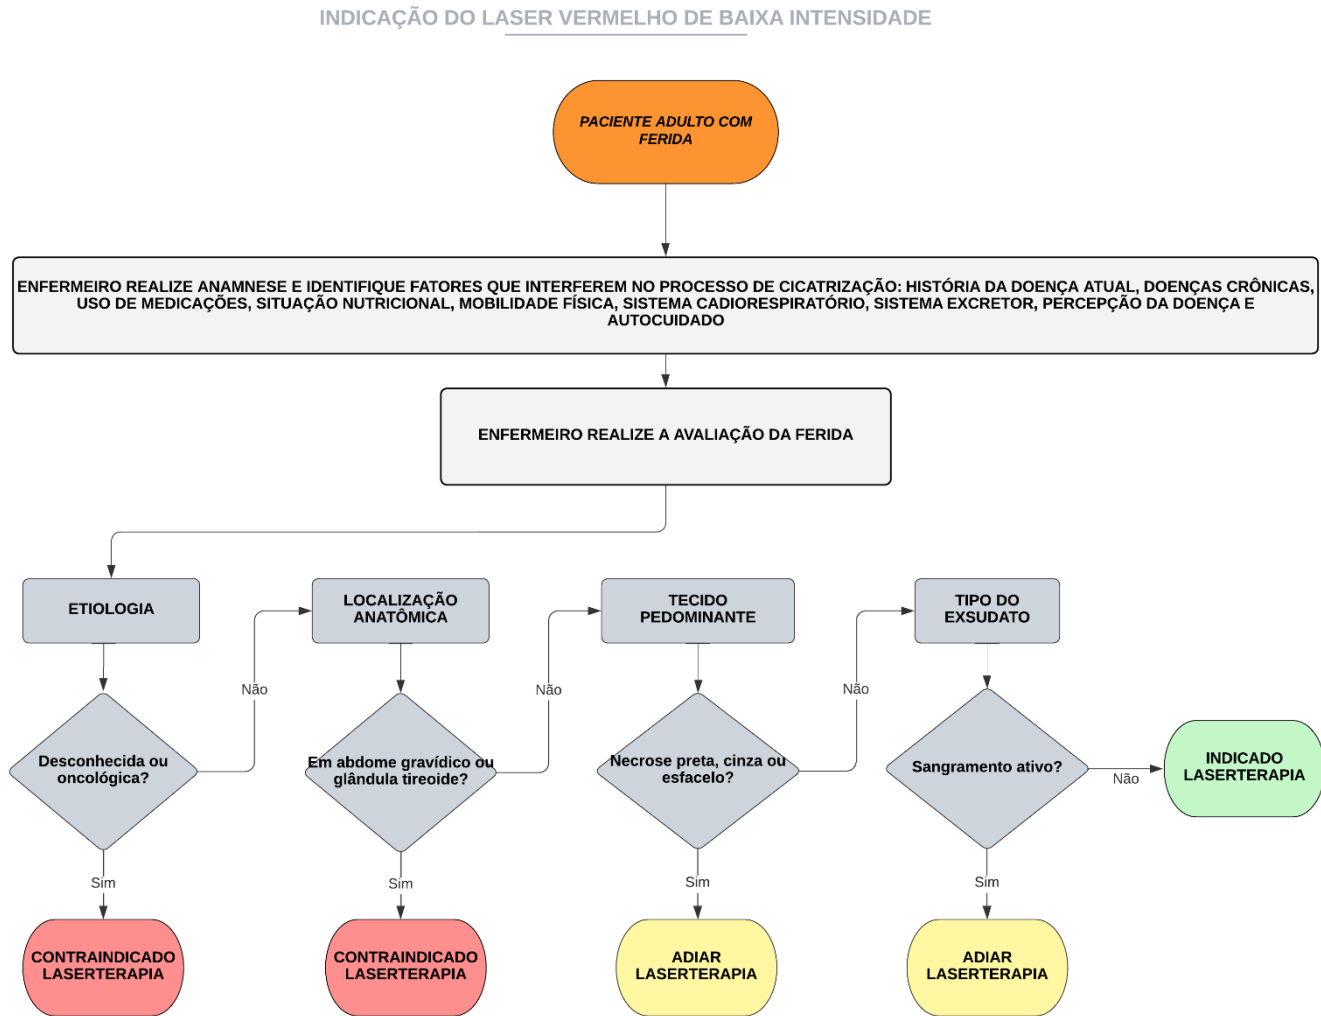 INDICAÇÃO DO LASER VERMELHO DE BAIXA INTENSIDADE
PACIENTE ADULTO COM
FERIDA
ENFERMEIRO REALIZE ANAMNESE E IDENTIFIQUE FATORES QUE INTERFEREM NO PROCESSO DE CICATRIZAÇÃO: HISTÓRIA DA DOENÇA ATUAL, DOENÇAS CRÔNICAS,
USO DE MEDICAÇÕES, SITUAÇÃO NUTRICIONAL, MOBILIDADE FÍSICA, SISTEMA CADIORESPIRATÓRIO, SISTEMA EXCRETOR, PERCEPÇÃO DA DOENÇA E
AUTOCUIDADO
ENFERMEIRO REALIZE A AVALIAÇÃO DA FERIDA
ETIOLOGIA
Desconhecida ou
oncológica?
Não
Sim
CONTRAINDICADO
LASERTERAPIA
LOCALIZAÇÃO
ANATÔMICA
Em abdome gravídico ou
glândula tireoide?
Não
Sim
CONTRAINDICADO
LASERTERAPIA
TECIDO
PEDOMINANTE
Necrose preta, cinza ou
esfacelo?
Não
Sim
ADIAR
LASERTERAPIA
TIPO DO
EXSUDATO
Sangramento ativo?
Não
Sim
ADIAR
LASERTERAPIA
INDICADO
LASERTERAPIA